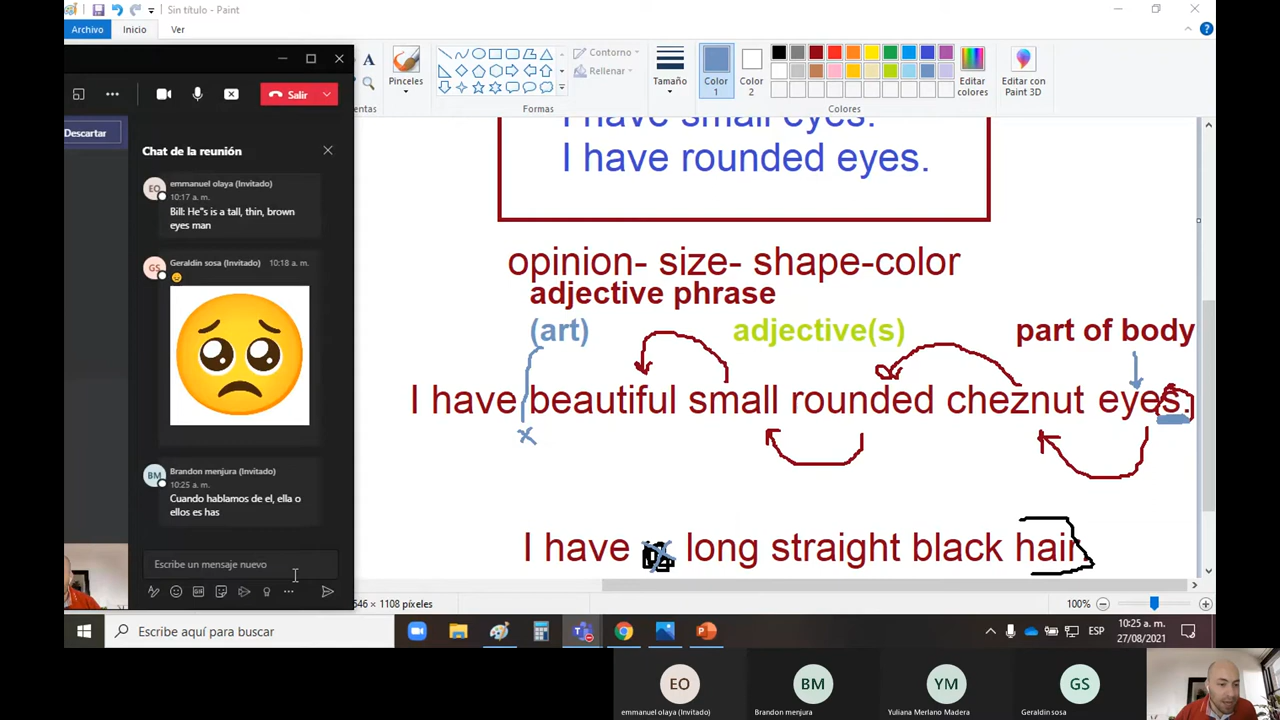 Sin título - Paint
Archivo Inicio Ver
Pinceles
Contorno
Rellenar
Formas
Tamaño
Color 1
Color 2
Editar colores
Editar con Paint 3D
Colores
Salir
Descartar
Chat de la reunión
EO emmanuel olaya (Invitado)
10:17 a. m.
Bill: He"s is a tall, thin, brown
eyes man
GS Geraldin sosa (Invitado) 10:18 a. m.
BM Brandon menjura (Invitado)
10:25 a. m.
Cuando hablamos de el, ella o
ellos es has
Escribe un mensaje nuevo
I have small eyes.
I have rounded eyes.
opinion- size- shape-color
adjective phrase
(art) adjective(s) part of body
I have beautiful small rounded cheznut eyes.
I have long straight black hair
546 × 1108 píxeles
100%
Escribe aquí para buscar
ESP
10:25 a. m.
27/08/2021
EO BM YM GS
emmanuel olaya (Invitado) Brandon menjura (Invitado) Yuliana Merlano Madera Geraldin sosa